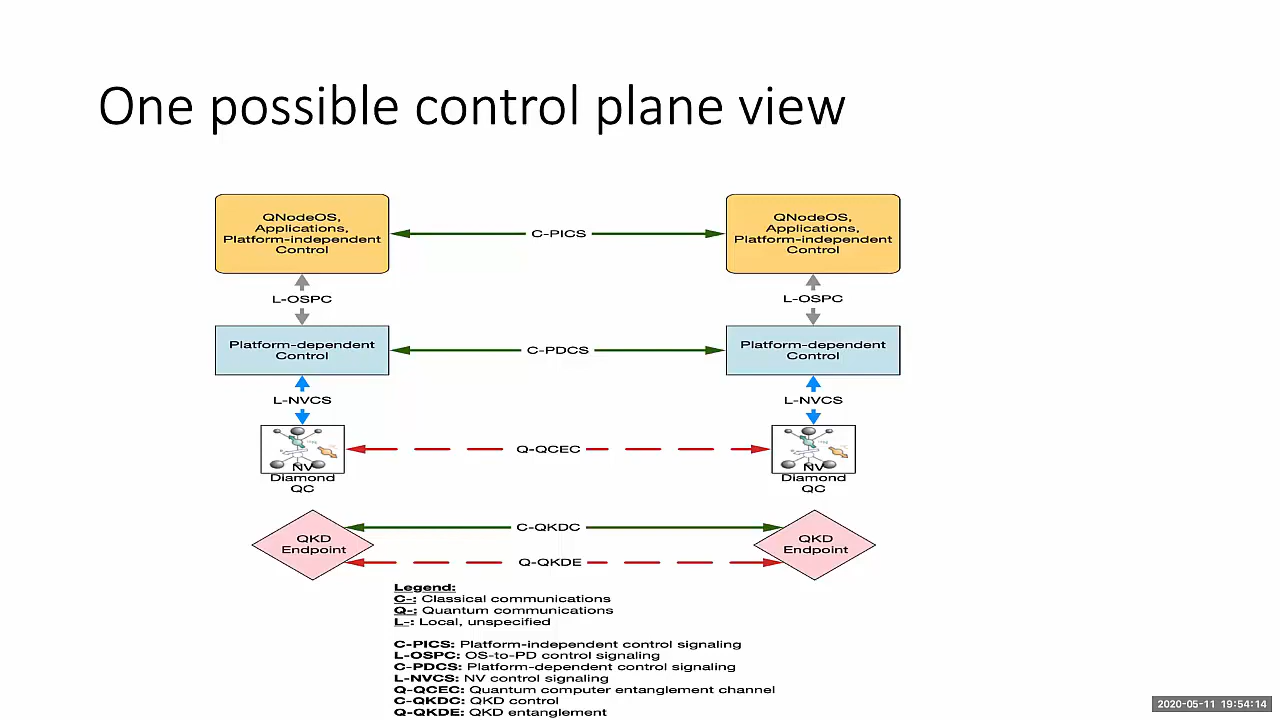 One possible control plane view
QNodeOS,
Applications,
Platform-independent
Control
C-PICS
QNodeOS,
Applications,
Platform-independent
Control
L-OSPC
L-OSPC
Platform-dependent
Control
C-PDCS
Platform-dependent
Control
L-NVCS
L-NVCS
NV
Diamond
QC
Q-QCEC
NV
Diamond
QC
QKD
Endpoint
C-QKDC
Q-QKDE
QKD
Endpoint
Legend:
C-: Classical communications
Q-: Quantum communications
L-: Local, unspecified
C-PICS: Platform-independent control signaling
L-OSPC: OS-to-PD control signaling
C-PDCS: Platform-dependent control signaling
L-NVCS: NV control signaling
Q-QCEC: Quantum computer entanglement channel
C-QKDC: QKD control
Q-QKDE: QKD entanglement
2020-05-11 19:54:14